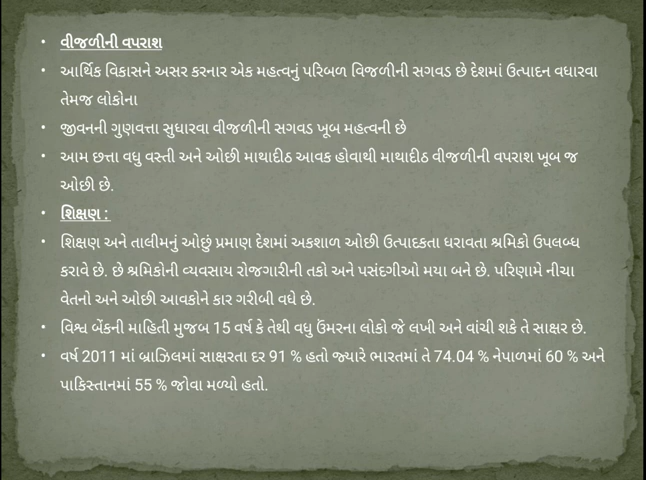 વીજળીની વપરાશ
આર્થિક વિકાસને અસર કરનાર એક મહત્વનું પરિબળ વિજળીની સગવડ છે દેશમાં ઉત્પાદન વધારવા
તેમજ લોકોના
જીવનની ગુણવત્તા સુધારવા વીજળીની સગવડ ખૂબ મહત્વની છે
આમ છત્તા વધુ વસ્તી અને ઓછી માથાદીઠ આવક હોવાથી માથાદીઠ વીજળીની વપરાશ ખૂબ જ
ઓછી છે.
શિક્ષણ :
શિક્ષણ અને તાલીમનું ઓછું પ્રમાણ દેશમાં અકશાળ ઓછી ઉત્પાદકતા ધરાવતા શ્રમિકો ઉપલબ્ધ
કરાવે છે. છે શ્રમિકોની વ્યવસાય રોજગારીની તકો અને પસંદગીઓ મયા બને છે. પરિણામે નીચા
વેતનો અને ઓછી આવકોને કાર ગરીબી વધે છે.
વિશ્વ બેંકની માહિતી મુજબ 15 વર્ષ કે તેથી વધુ ઉંમરના લોકો જે લખી અને વાંચી શકે તે સાક્ષર છે.
વર્ષ 2011 માં બ્રાઝિલમાં સાક્ષરતા દર 91 % હતો જ્યારે ભારતમાં તે 74.04 % નેપાળમાં 60 % અને
પાકિસ્તાનમાં 55 % જોવા મળ્યો હતો.